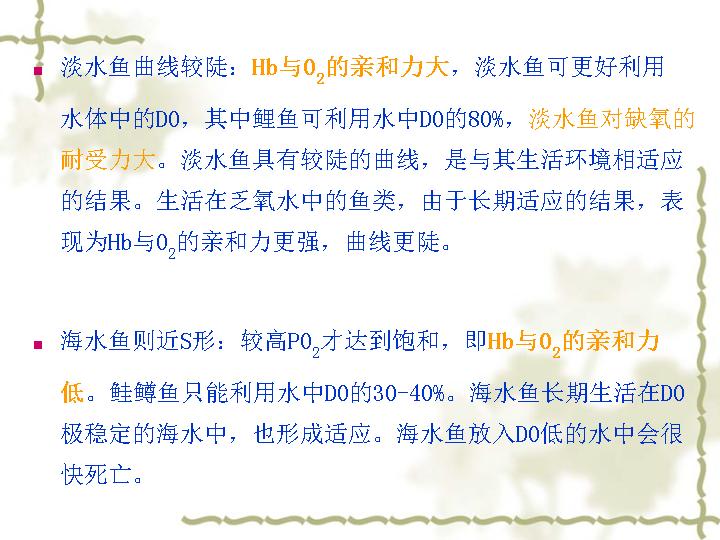 淡水鱼曲线较陡：Hb与O2的亲和力大，淡水鱼可更好利用
水体中的DO，其中鲤鱼可利用水中DO的80%，淡水鱼对缺氧的
耐受力大。淡水鱼具有较陡的曲线，是与其生活环境相适应
的结果。生活在乏氧水中的鱼类，由于长期适应的结果，表
现为Hb与O2的亲和力更强，曲线更陡。
海水鱼则近S形：较高PO2才达到饱和，即Hb与O2的亲和力
低。鲑鳟鱼只能利用水中DO的30-40%。海水鱼长期生活在DO
极稳定的海水中，也形成适应。海水鱼放入DO低的水中会很
快死亡。